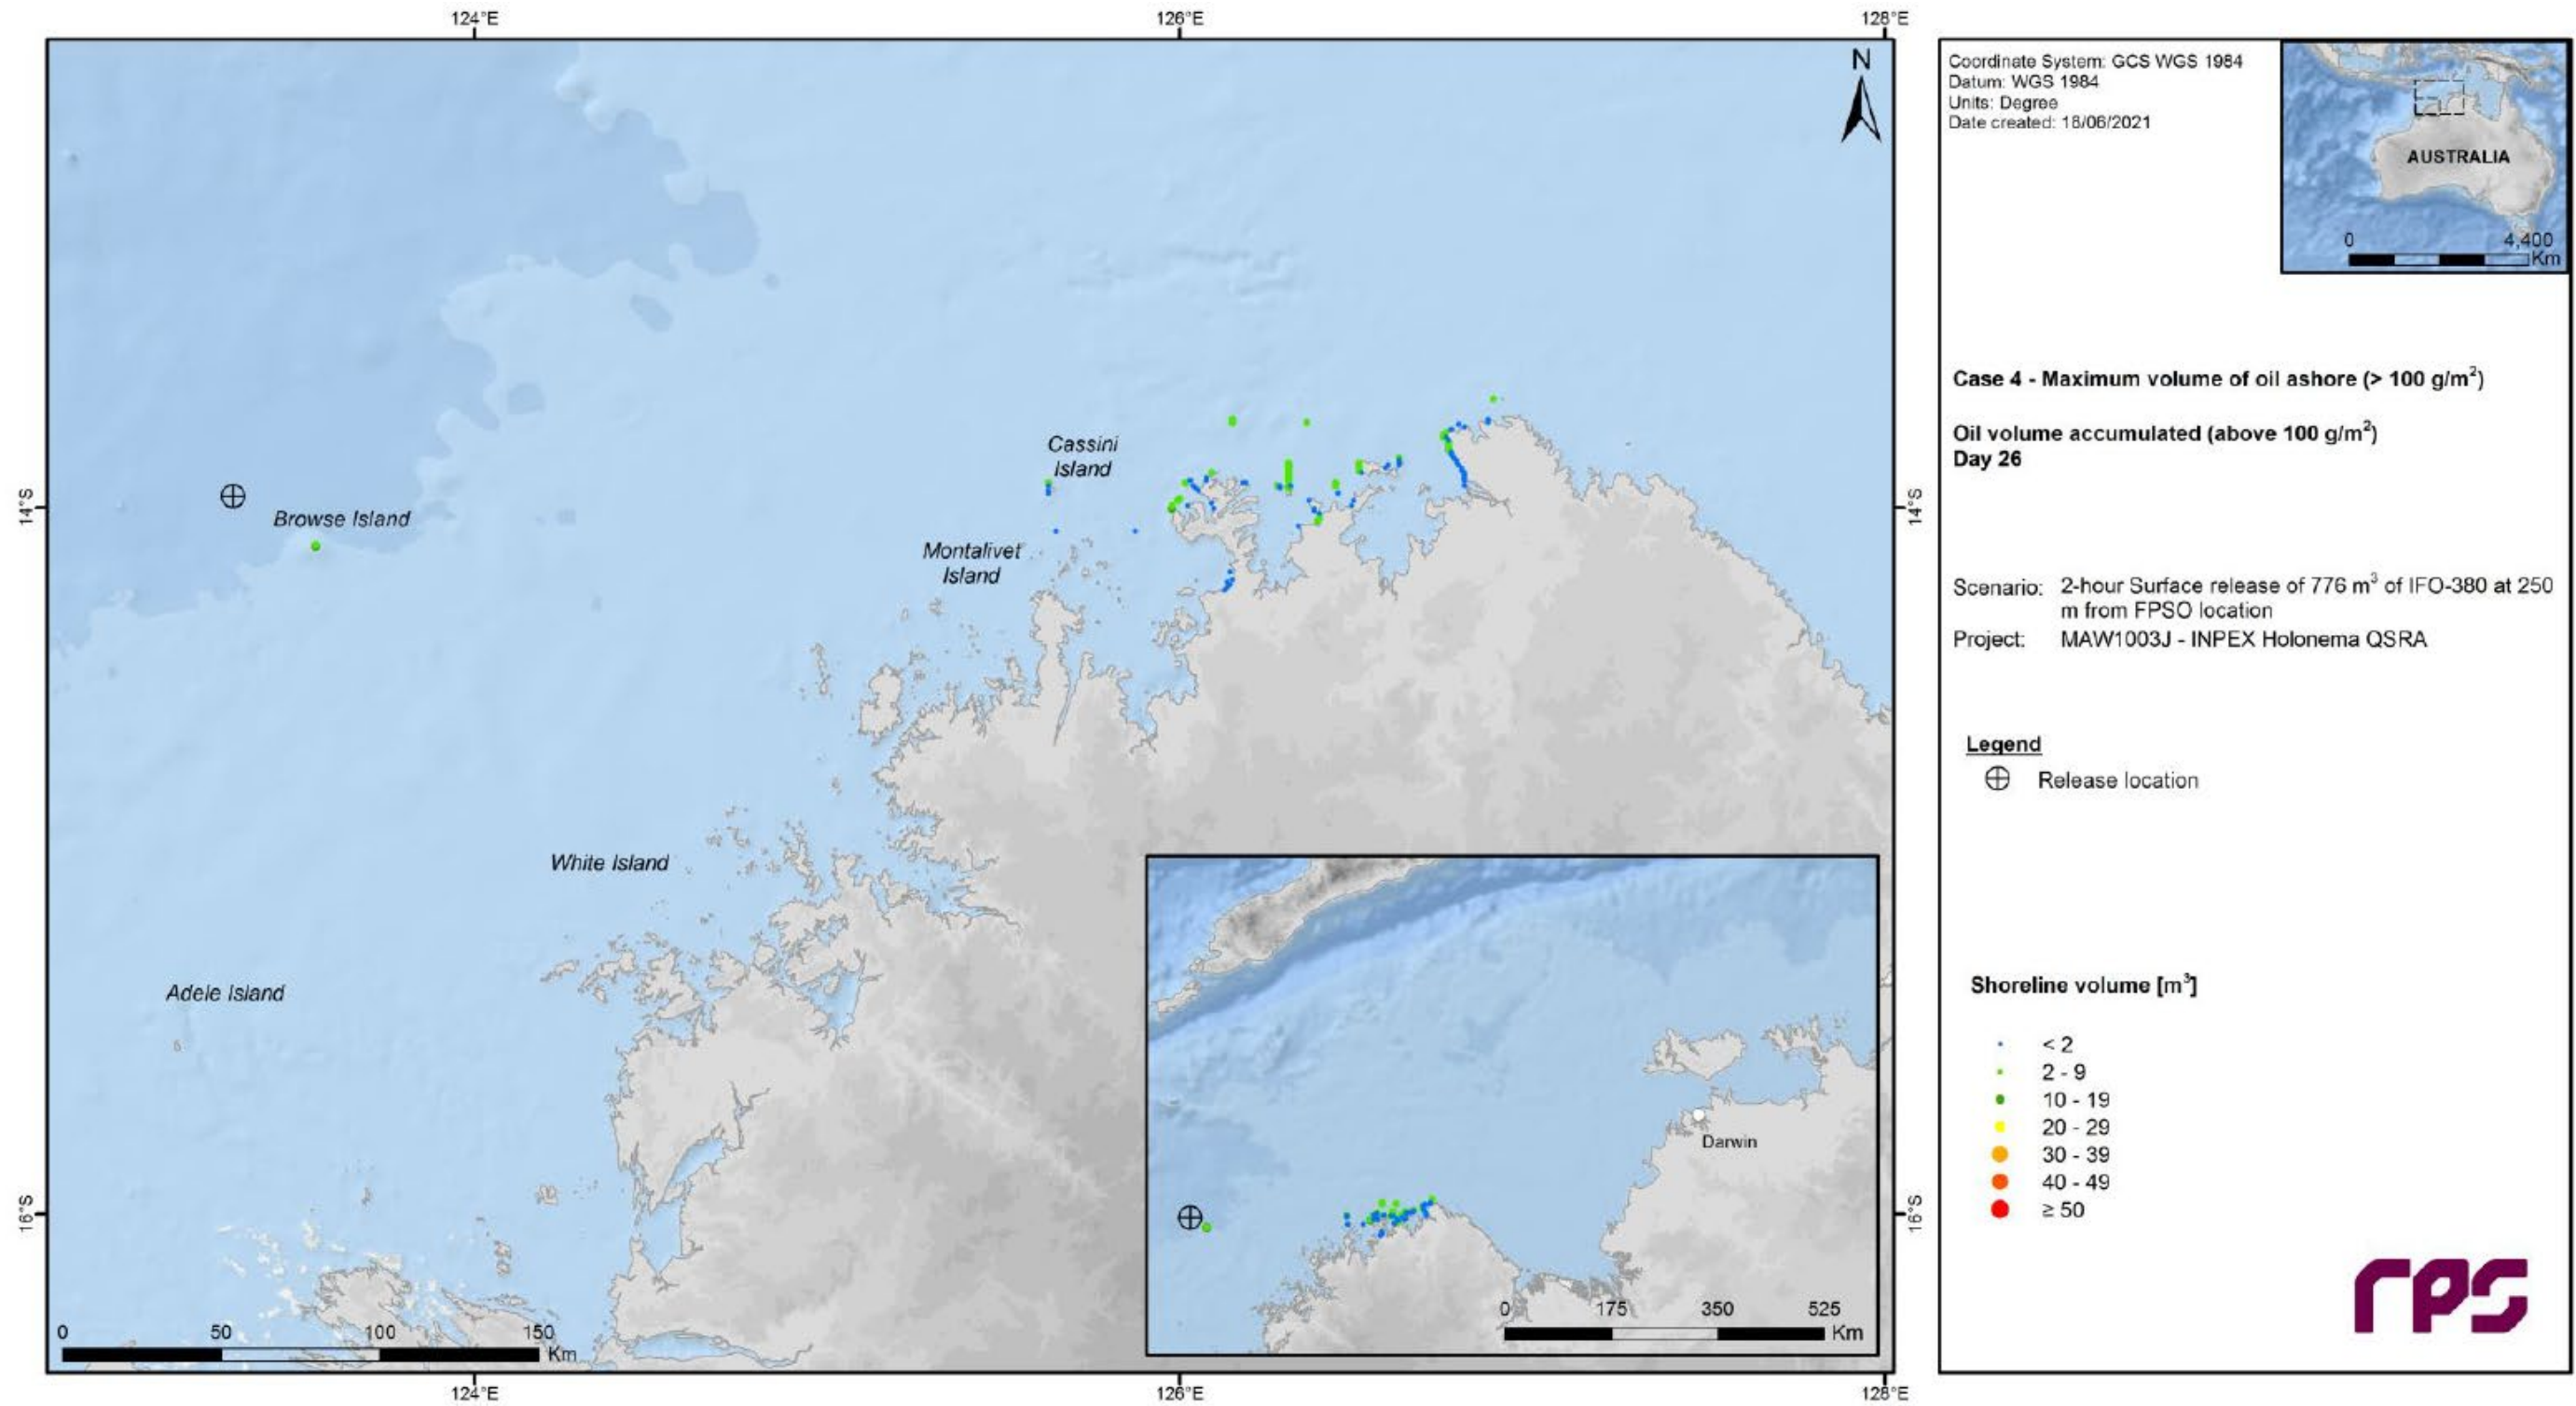 124°E
126°E
128°E
N
Cassini
Island
14°S
14°S
Browse Island
Montalivet
Island
White Island
Adele Island
Darwin
16°S
16°S
0 175 350 525
Km
0 50 100 150
Km
124°E
126°E
128°E
Coordinate System: GCS WGS 1984
Datum: WGS 1984
Units: Degree
Date created: 18/06/2021
AUSTRALIA
0 4,400
Km
Case 4 - Maximum volume of oil ashore (> 100 g/m²)
Oil volume accumulated (above 100 g/m²)
Day 26
Scenario: 2-hour Surface release of 776 m³ of IFO-380 at 250
m from FPSO location
Project: MAW1003J - INPEX Holonema QSRA
Legend
Release location
Shoreline volume [m³]
< 2
2 - 9
10 - 19
20 - 29
30 - 39
40 - 49
≥ 50
rps